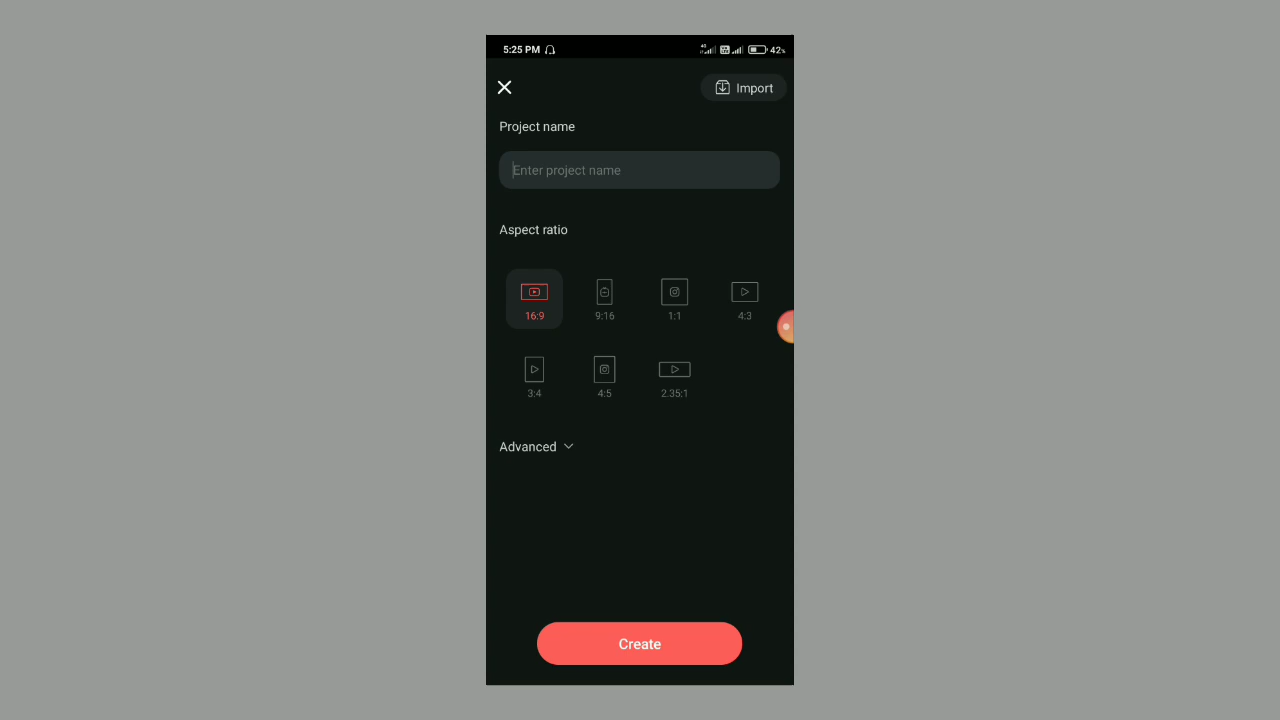 5:25 PM 42%
Import
Project name
Enter project name
Aspect ratio
16:9 9:16 1:1 4:3
3:4 4:5 2.35:1
Advanced
Create